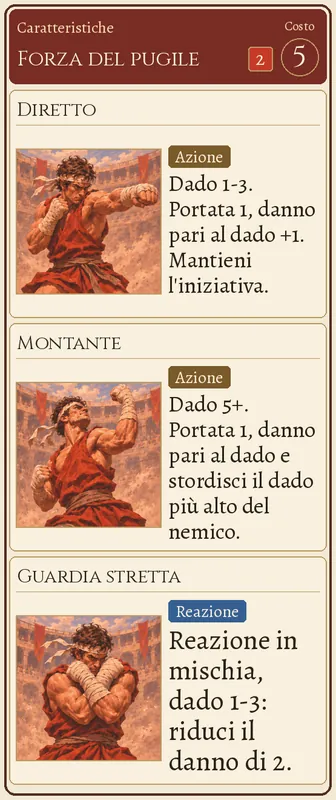 Caratteristiche
Costo
Forza del pugile
2
5
Diretto
Azione
Dado 1-3.
Portata 1, danno
pari al dado +1.
Mantieni
l'iniziativa.
Montante
Azione
Dado 5+.
Portata 1, danno
pari al dado e
stordisci il dado
più alto del
nemico.
Guardia stretta
Reazione
Reazione in
mischia,
dado 1-3:
riduci il
danno di 2.